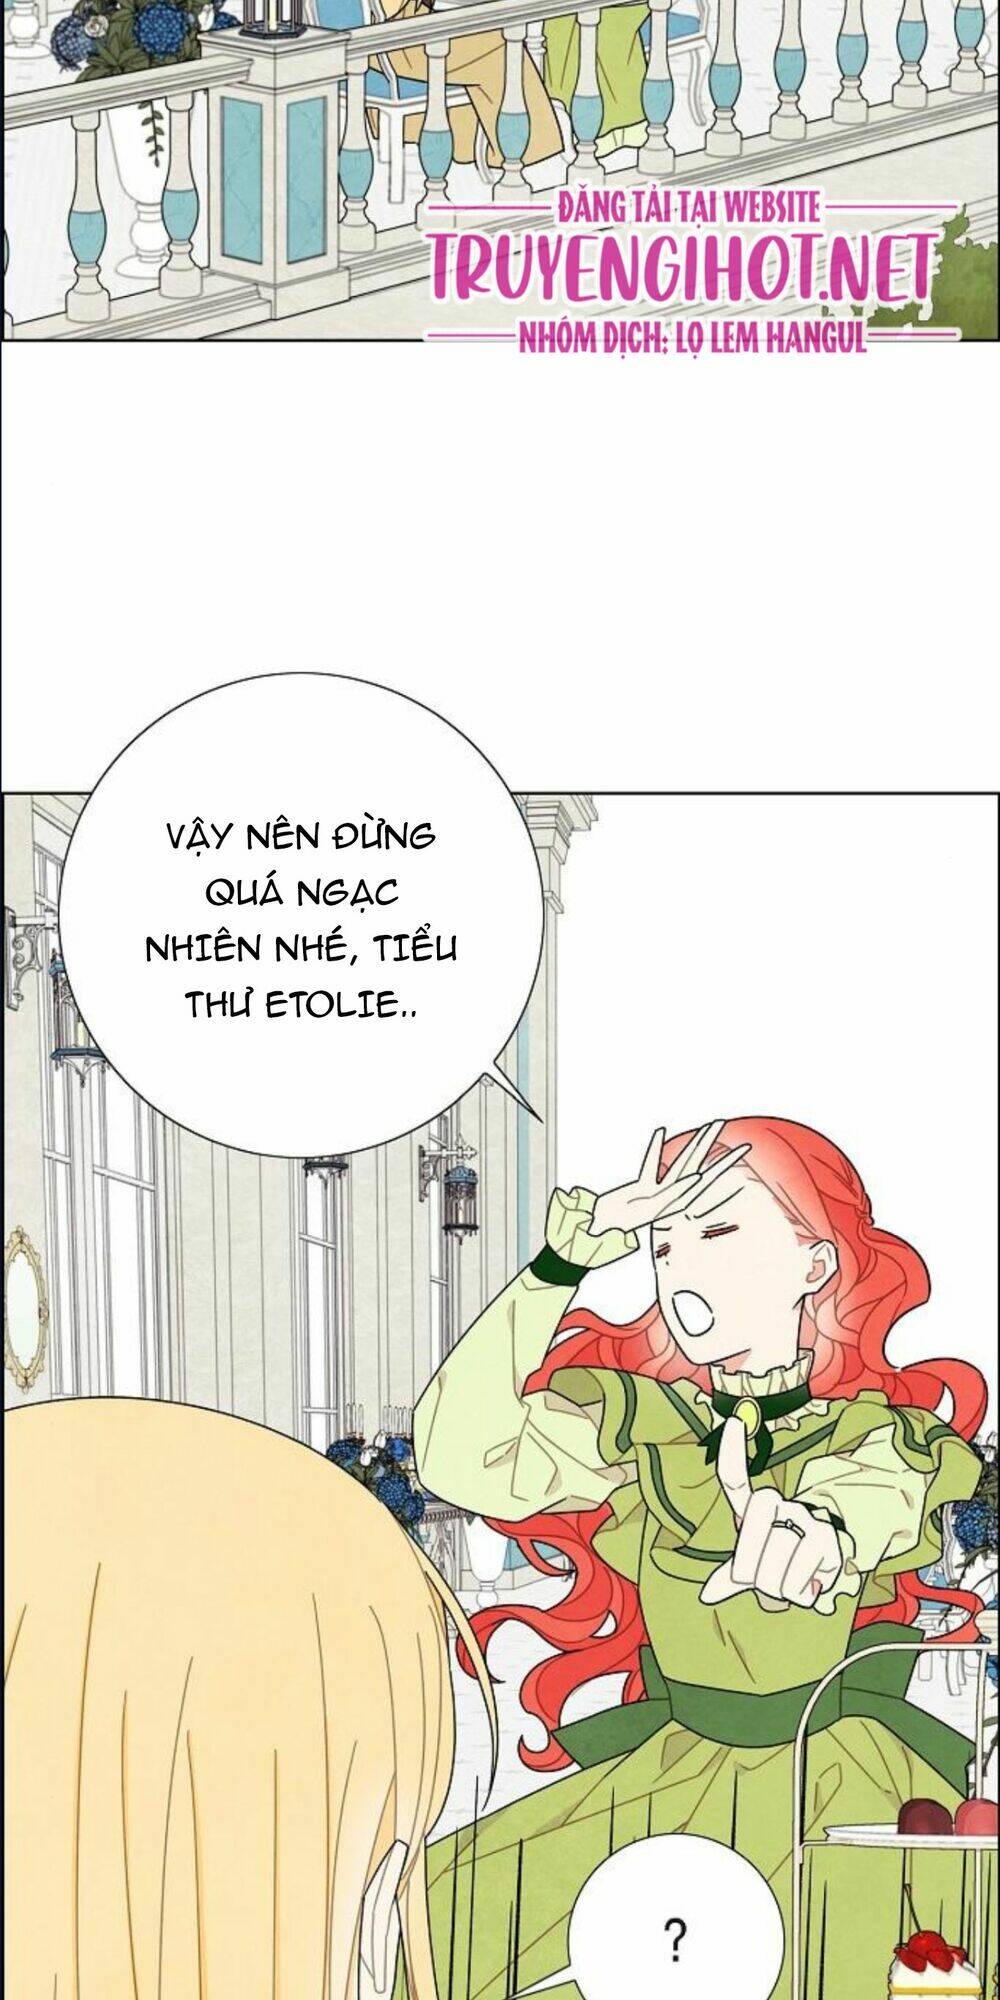 ĐĂNG TẢI TẠI WEBSITE
TRUYENGIHOT.NET
NHÓM DỊCH: LỌ LEM HANGUL
VẬY NÊN ĐỪNG
QUÁ NGẠC
NHIÊN NHÉ, TIỂU
THƯ ETOLIE..
?